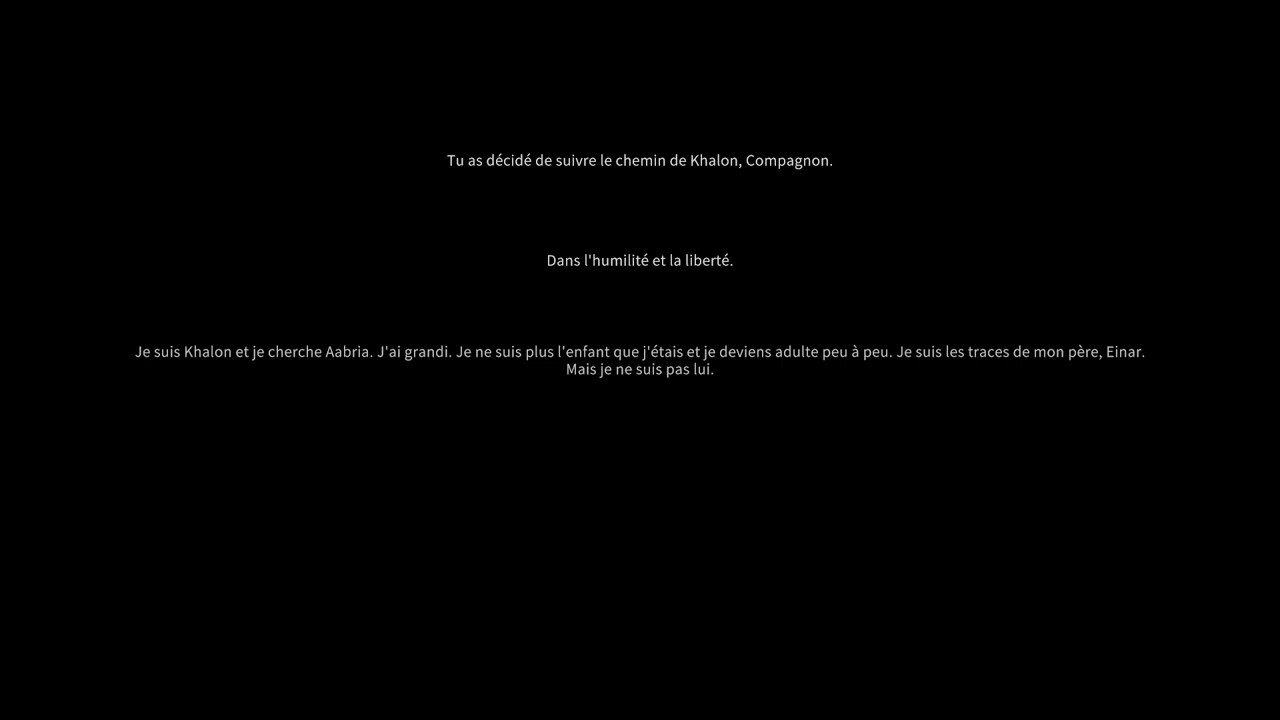 Tu as décidé de suivre le chemin de Khalon, Compagnon.
Dans l'humilité et la liberté.
Je suis Khalon et je cherche Aabria. J'ai grandi. Je ne suis plus l'enfant que j'étais et je deviens adulte peu à peu. Je suis les traces de mon père, Einar.
Mais je ne suis pas lui.